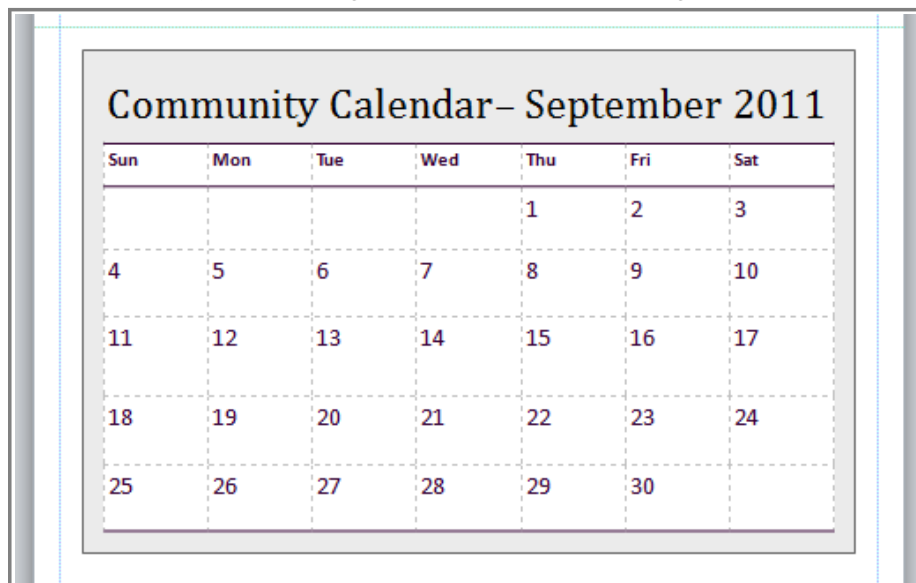 Community Calendar– September 2011
Sun Mon Tue Wed Thu Fri Sat
1 2 3
4 5 6 7 8 9 10
11 12 13 14 15 16 17
18 19 20 21 22 23 24
25 26 27 28 29 30